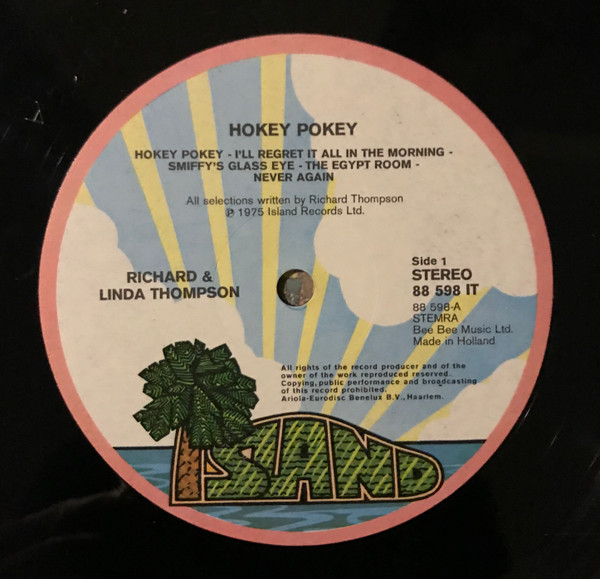 HOKEY POKEY
HOKEY POKEY - I'LL REGRET IT ALL IN THE MORNING -
SMIFFY'S GLASS EYE - THE EGYPT ROOM -
NEVER AGAIN
All selections written by Richard Thompson
℗ 1975 Island Records Ltd.
RICHARD &
LINDA THOMPSON
Side 1
STEREO
88 598 IT
88 598-A
STEMRA
Bee Bee Music Ltd.
Made in Holland
All rights of the record producer and of the
owner of the work reproduced reserved.
Copying, public performance and broadcasting
of this record prohibited.
Ariola-Eurodisc Benelux B.V., Haarlem.
ISLAND